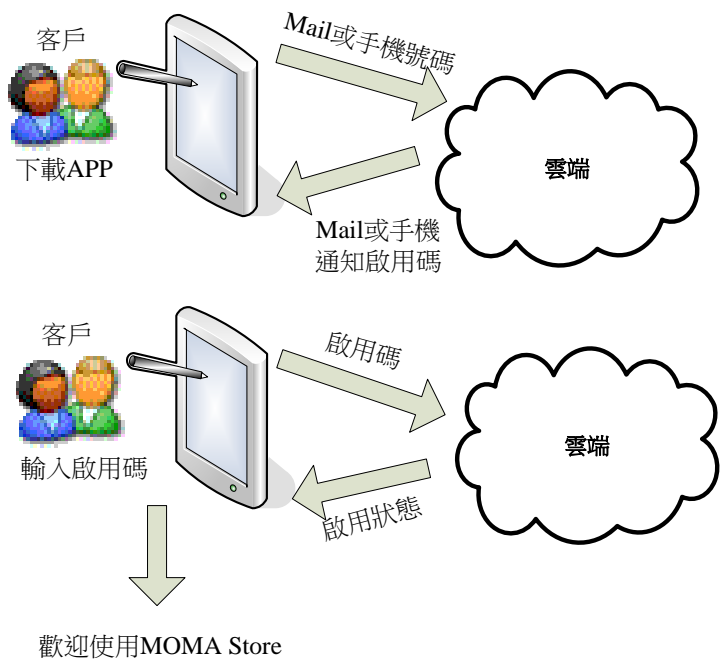 客戶
下載APP
Mail或手機號碼
雲端
Mail或手機
通知啟用碼
客戶
輸入啟用碼
啟用碼
雲端
啟用狀態
歡迎使用MOMA Store